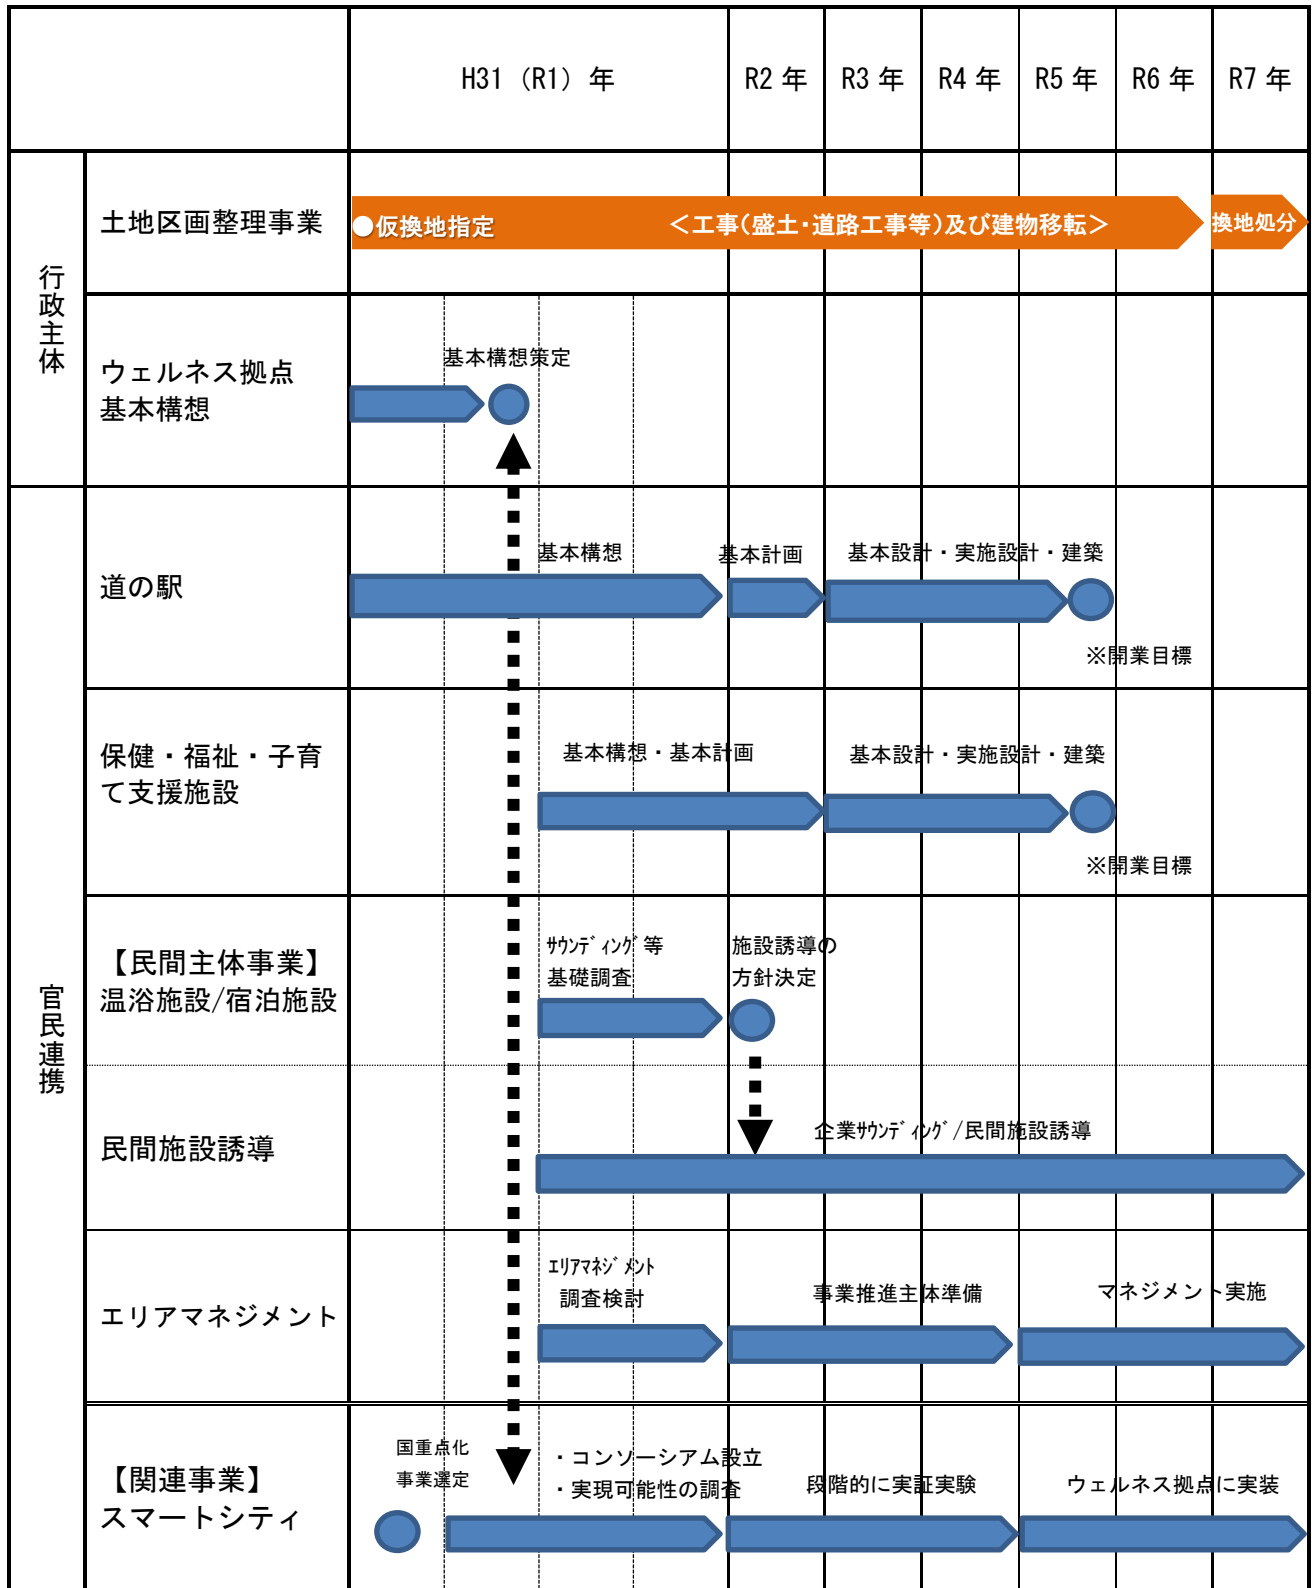 H31（R1）年
R2 年
R3 年
R4 年
R5 年
R6 年
R7 年
行政主体
土地区画整理事業
●仮換地指定
＜工事（盛土・道路工事等）及び建物移転＞
換地処分
ウェルネス拠点
基本構想
基本構想策定
官民連携
道の駅
基本構想
基本計画
基本設計・実施設計・建築
※開業目標
保健・福祉・子育
て支援施設
基本構想・基本計画
基本設計・実施設計・建築
※開業目標
【民間主体事業】
温浴施設/宿泊施設
ｻｳﾝﾃﾞｨﾝｸﾞ等
基礎調査
施設誘導の
方針決定
民間施設誘導
企業ｻｳﾝﾃﾞｨﾝｸﾞ/民間施設誘導
エリアマネジメント
ｴﾘｱﾏﾈｼﾞﾒﾝﾄ
調査検討
事業推進主体準備
マネジメント実施
【関連事業】
スマートシティ
国重点化
事業選定
・コンソーシアム設立
・実現可能性の調査
段階的に実証実験
ウェルネス拠点に実装